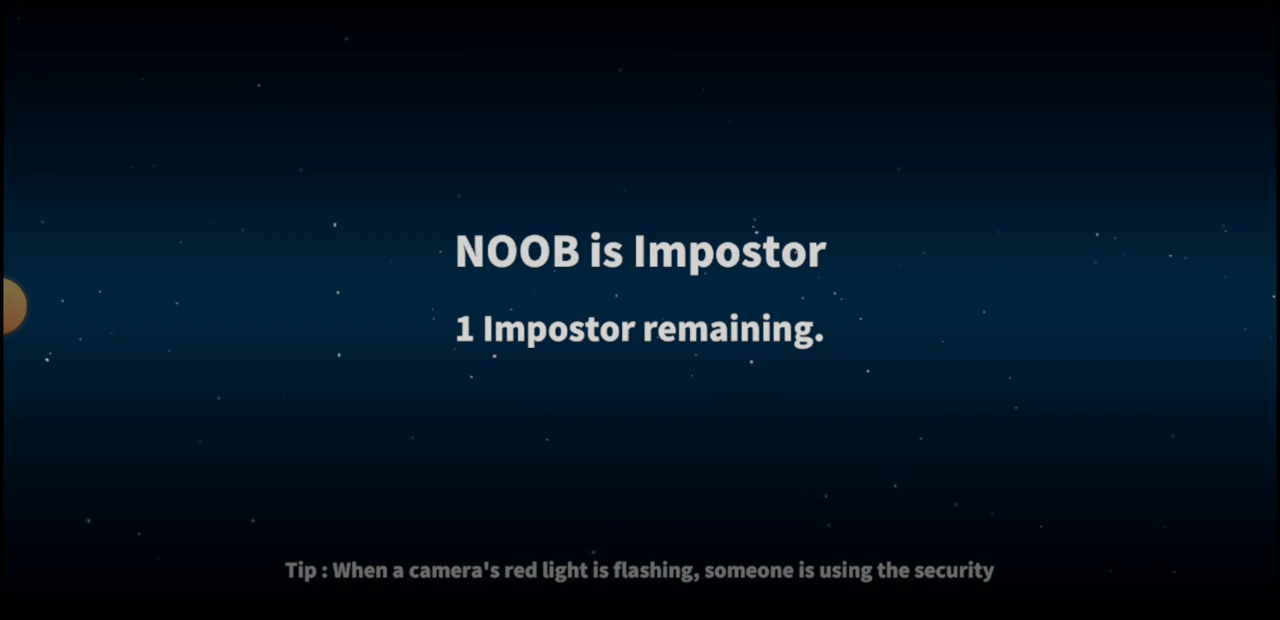 NOOB is Impostor
1 Impostor remaining.
Tip : When a camera's red light is flashing, someone is using the security